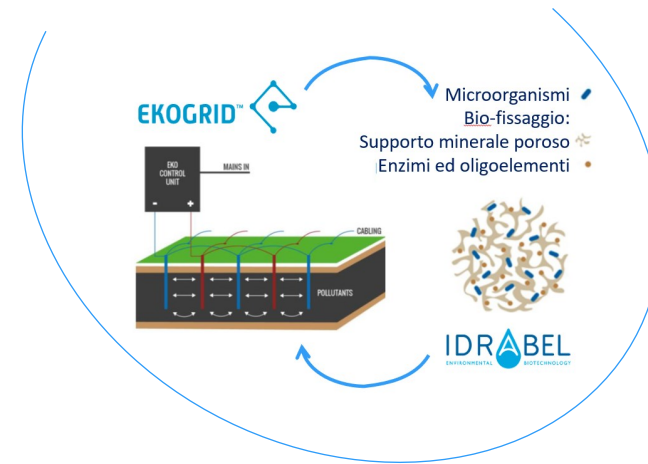 EKOGRID™
Microorganismi
Bio-fissaggio:
Supporto minerale poroso
Enzimi ed oligoelementi
EKO
CONTROL
UNIT
- +
MAINS IN
CABLING
POLLUTANTS
IDRABEL
ENVIRONMENTAL BIOTECHNOLOGY